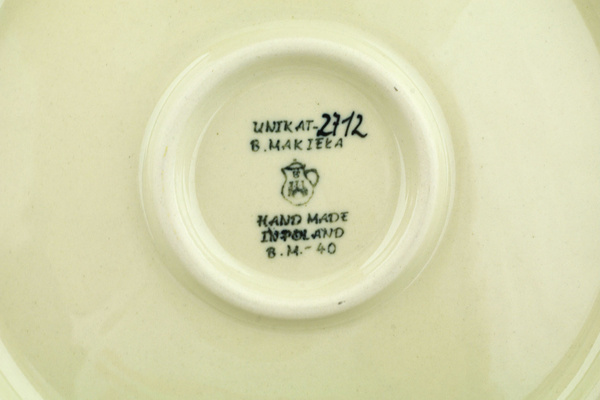 UNIKAT-2712
B. MAKIEŁA
HAND MADE
IN POLAND
B. M.- 40